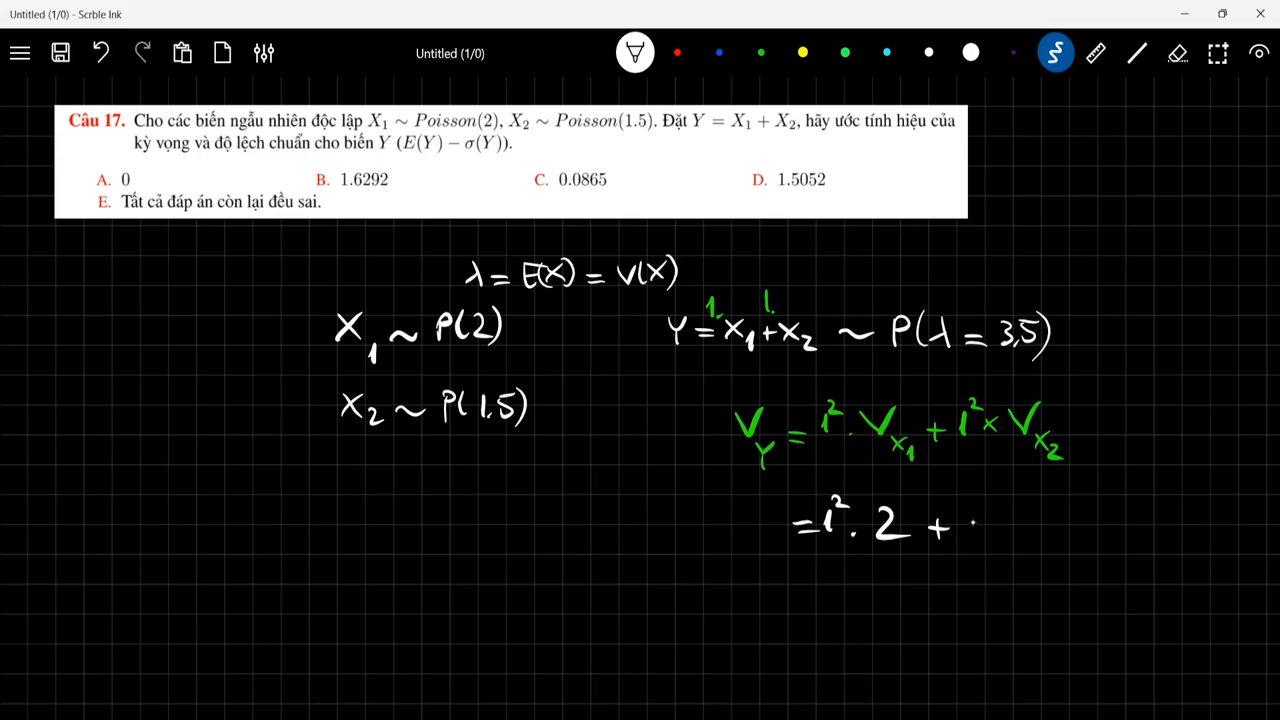 Untitled (1/0) - Scrble Ink
Untitled (1/0)
Câu 17. Cho các biến ngẫu nhiên độc lập X₁ ∼ Poisson(2), X₂ ∼ Poisson(1.5). Đặt Y = X₁ + X₂, hãy ước tính hiệu của
kỳ vọng và độ lệch chuẩn cho biến Y (E(Y) − σ(Y)).
A. 0 B. 1.6292 C. 0.0865 D. 1.5052
E. Tất cả đáp án còn lại đều sai.
λ = E(X) = V(X)
1. 1.
X₁ ~ P(2) Y = X₁ + X₂ ~ P(λ = 3,5)
X₂ ~ P(1.5)
V_Y = 1² . V_X₁ + 1² × V_X₂
= 1² . 2 + .